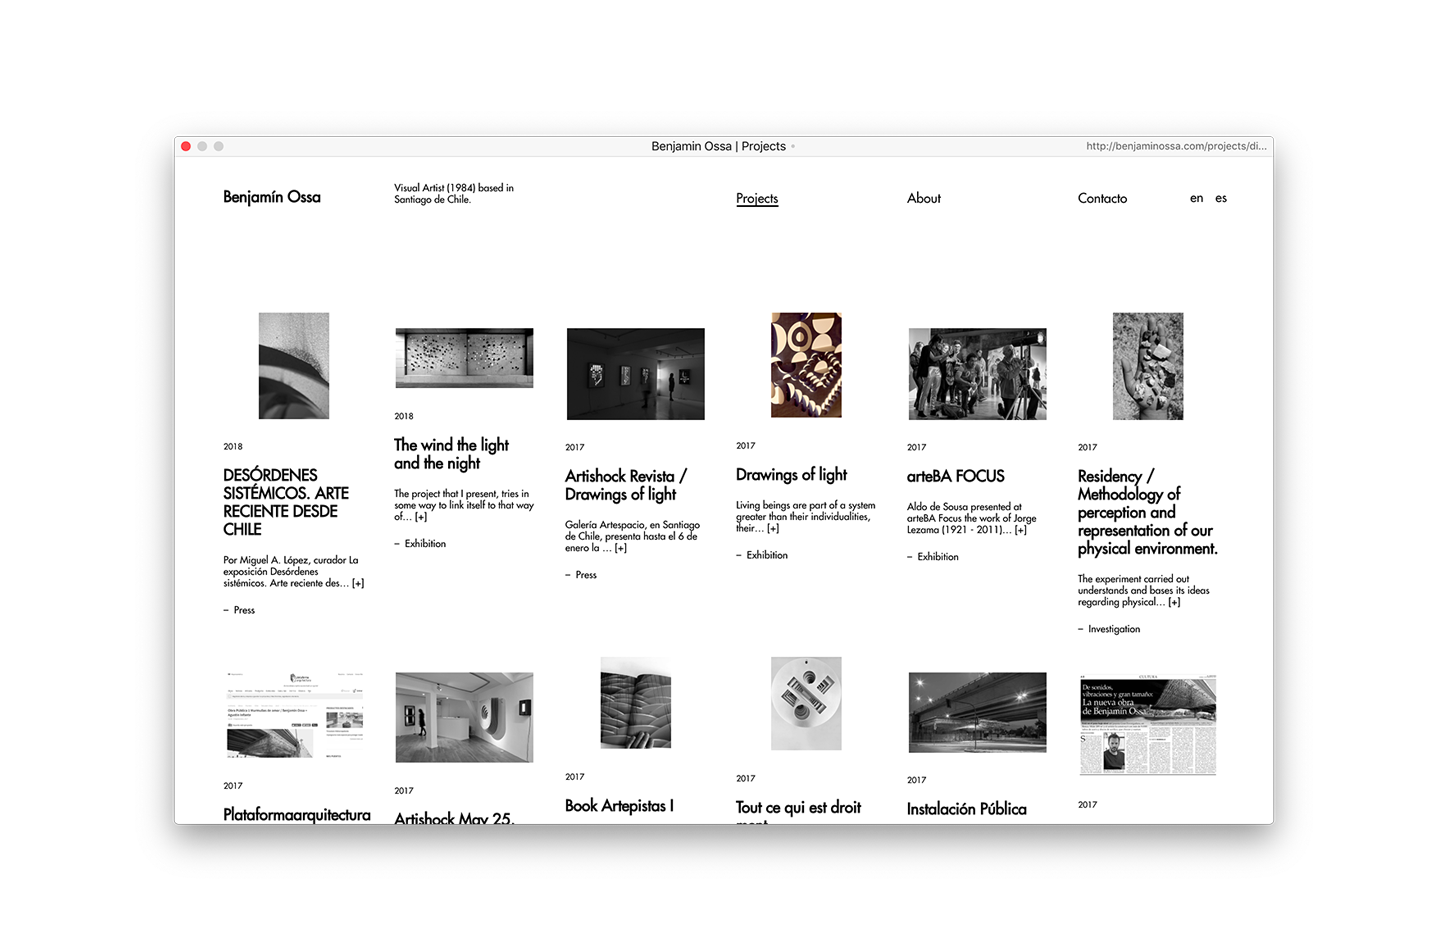 Benjamin Ossa | Projects
http://benjaminossa.com/projects/di...
Benjamín Ossa
Visual Artist (1984) based in
Santiago de Chile.
Projects
About
Contacto
en es
2018
DESÓRDENES
SISTÉMICOS. ARTE
RECIENTE DESDE
CHILE
Por Miguel A. López, curador La
exposición Desórdenes
sistémicos. Arte reciente des… [+]
– Press
2018
The wind the light
and the night
The project that I present, tries in
some way to link itself to that way
of… [+]
– Exhibition
2017
Artishock Revista /
Drawings of light
Galería Artespacio, en Santiago
de Chile, presenta hasta el 6 de
enero la … [+]
– Press
2017
Drawings of light
Living beings are part of a system
greater than their individualities,
their… [+]
– Exhibition
2017
arteBA FOCUS
Aldo de Sousa presented at
arteBA Focus the work of Jorge
Lezama (1921 - 2011)… [+]
– Exhibition
2017
Residency /
Methodology of
perception and
representation of our
physical environment.
The experiment carried out
understands and bases its ideas
regarding physical… [+]
– Investigation
2017
Plataformaarquitectura
2017
Artishock May 25,
2017
Book Artepistas I
2017
Tout ce qui est droit
ment
2017
Instalación Pública
CULTURA
De sonidos,
vibraciones y gran tamaño:
La nueva obra
de Benjamín Ossa
2017